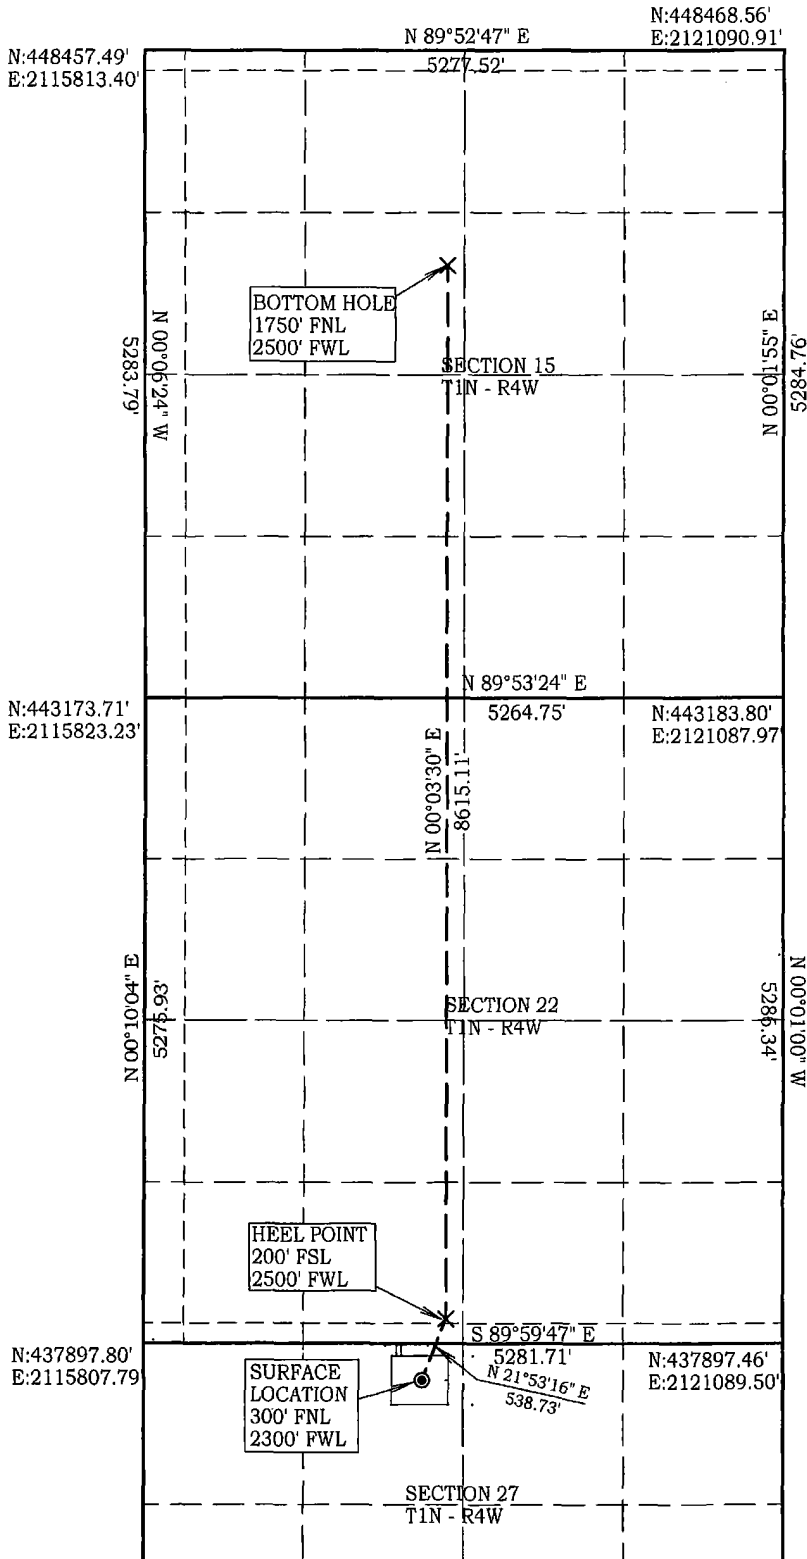 N:448468.56'
E:2121090.91'
N 89°52'47" E
5277.52'
N:448457.49'
E:2115813.40'
BOTTOM HOLE
1750' FNL
2500' FWL
N 00°06'24" W
5283.79'
SECTION 15
T1N - R4W
N 00°01'55" E
5284.76'
N 89°53'24" E
5264.75'
N:443173.71'
E:2115823.23'
N:443183.80'
E:2121087.97'
N 00°03'30" E
8615.11'
N 00°10'04" E
5275.93'
SECTION 22
T1N - R4W
N 00°01'00" W
5286.34'
HEEL POINT
200' FSL
2500' FWL
S 89°59'47" E
5281.71'
N:437897.80'
E:2115807.79'
N:437897.46'
E:2121089.50'
SURFACE
LOCATION
300' FNL
2300' FWL
N 21°53'16" E
538.73'
SECTION 27
T1N - R4W